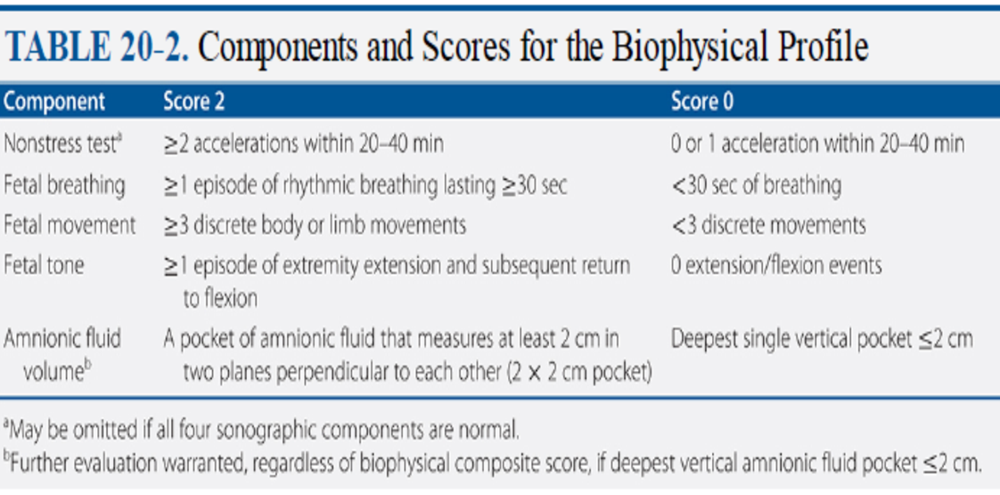 TABLE 20-2. Components and Scores for the Biophysical Profile
Component Score 2 Score 0
Nonstress testᵃ ≥2 accelerations within 20–40 min 0 or 1 acceleration within 20–40 min
Fetal breathing ≥1 episode of rhythmic breathing lasting ≥30 sec <30 sec of breathing
Fetal movement ≥3 discrete body or limb movements <3 discrete movements
Fetal tone ≥1 episode of extremity extension and subsequent return 0 extension/flexion events
to flexion
Amnionic fluid A pocket of amnionic fluid that measures at least 2 cm in Deepest single vertical pocket ≤2 cm
volumeᵇ two planes perpendicular to each other (2 × 2 cm pocket)
ᵃMay be omitted if all four sonographic components are normal.
ᵇFurther evaluation warranted, regardless of biophysical composite score, if deepest vertical amnionic fluid pocket ≤2 cm.